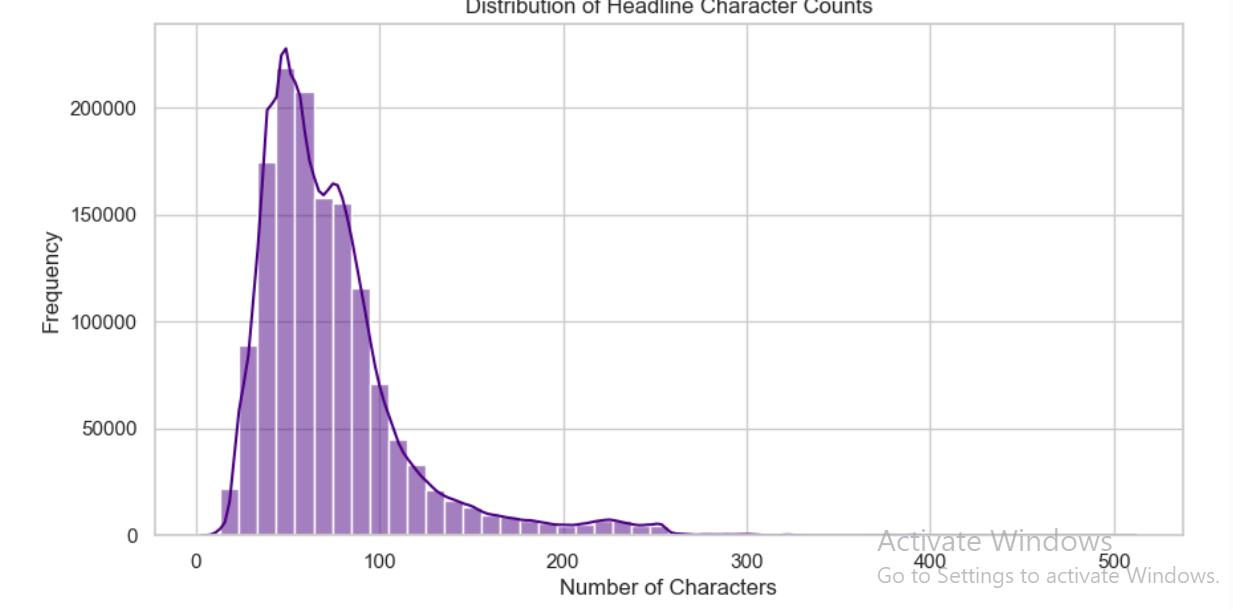 Distribution of Headline Character Counts
200000
150000
100000
50000
0
Frequency
0 100 200 300 400 500
Number of Characters
Activate Windows
Go to Settings to activate Windows.